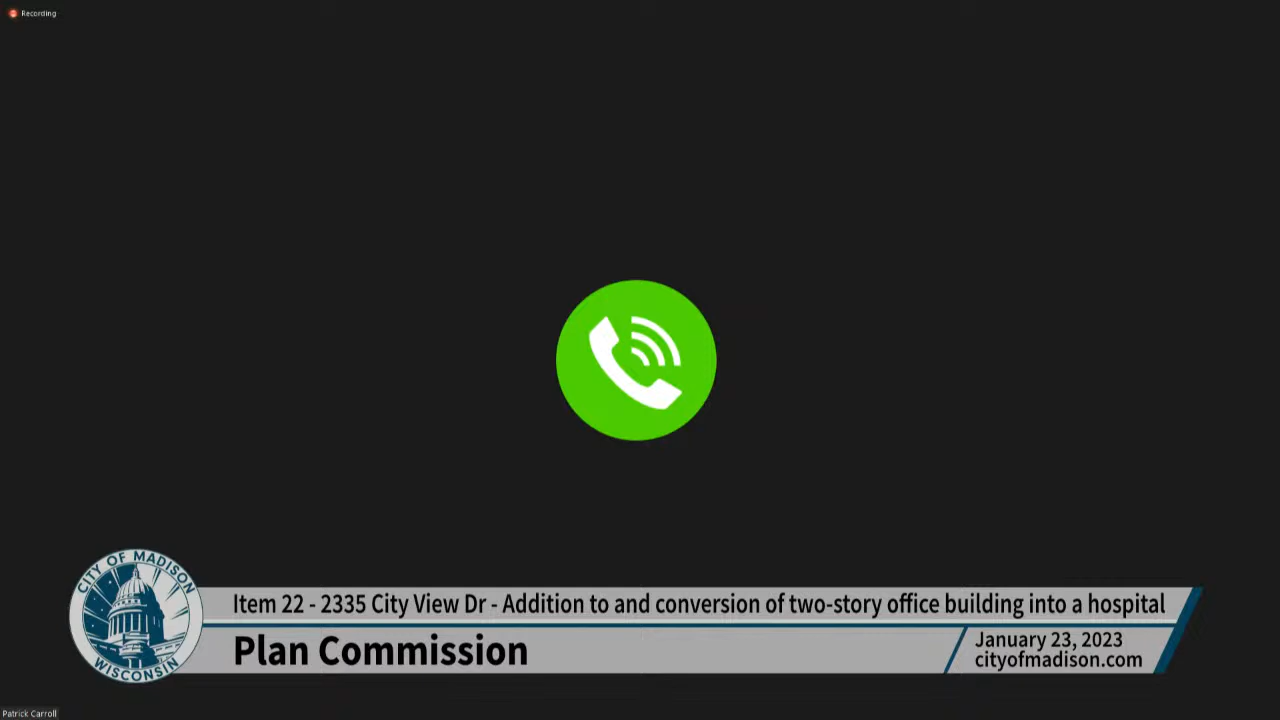 Recording
CITY OF MADISON
WISCONSIN
Item 22 - 2335 City View Dr - Addition to and conversion of two-story office building into a hospital
Plan Commission
January 23, 2023
cityofmadison.com
Patrick Carroll